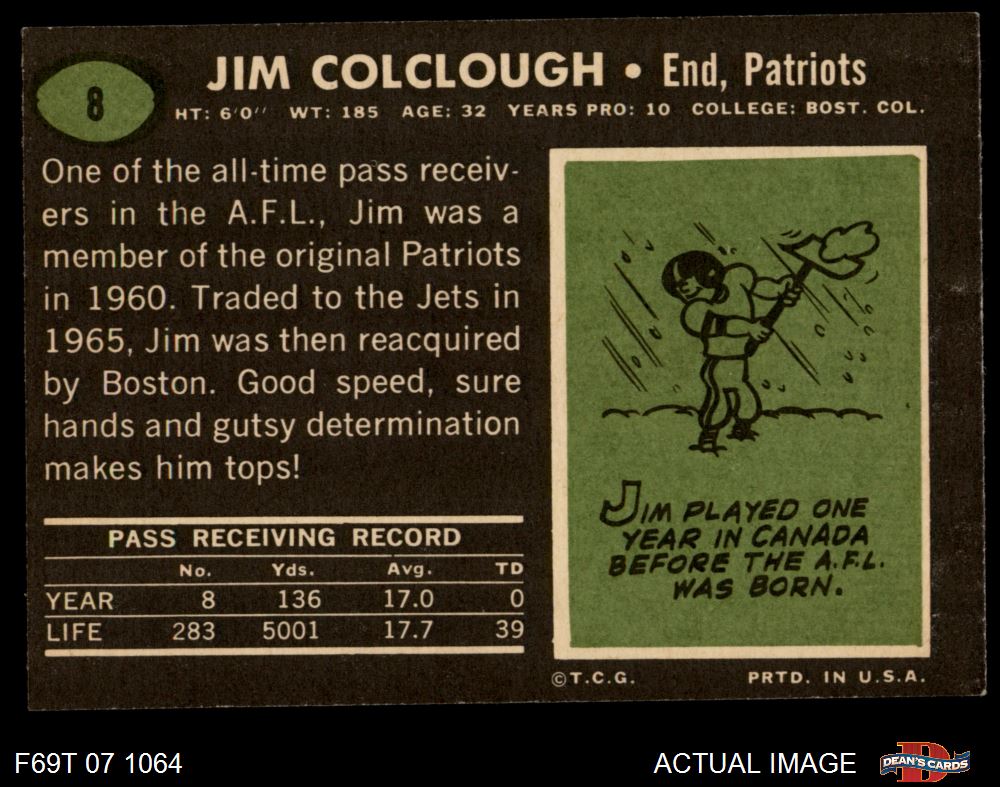 8
JIM COLCLOUGH • End, Patriots
HT: 6'0" WT: 185 AGE: 32 YEARS PRO: 10 COLLEGE: BOST. COL.
One of the all-time pass receiv-
ers in the A.F.L., Jim was a
member of the original Patriots
in 1960. Traded to the Jets in
1965, Jim was then reacquired
by Boston. Good speed, sure
hands and gutsy determination
makes him tops!
PASS RECEIVING RECORD
No. Yds. Avg. TD
YEAR 8 136 17.0 0
LIFE 283 5001 17.7 39
JIM PLAYED ONE
YEAR IN CANADA
BEFORE THE A.F.L.
WAS BORN.
©T.C.G. PRTD. IN U.S.A.
F69T 07 1064
ACTUAL IMAGE
D
DEAN'S CARDS